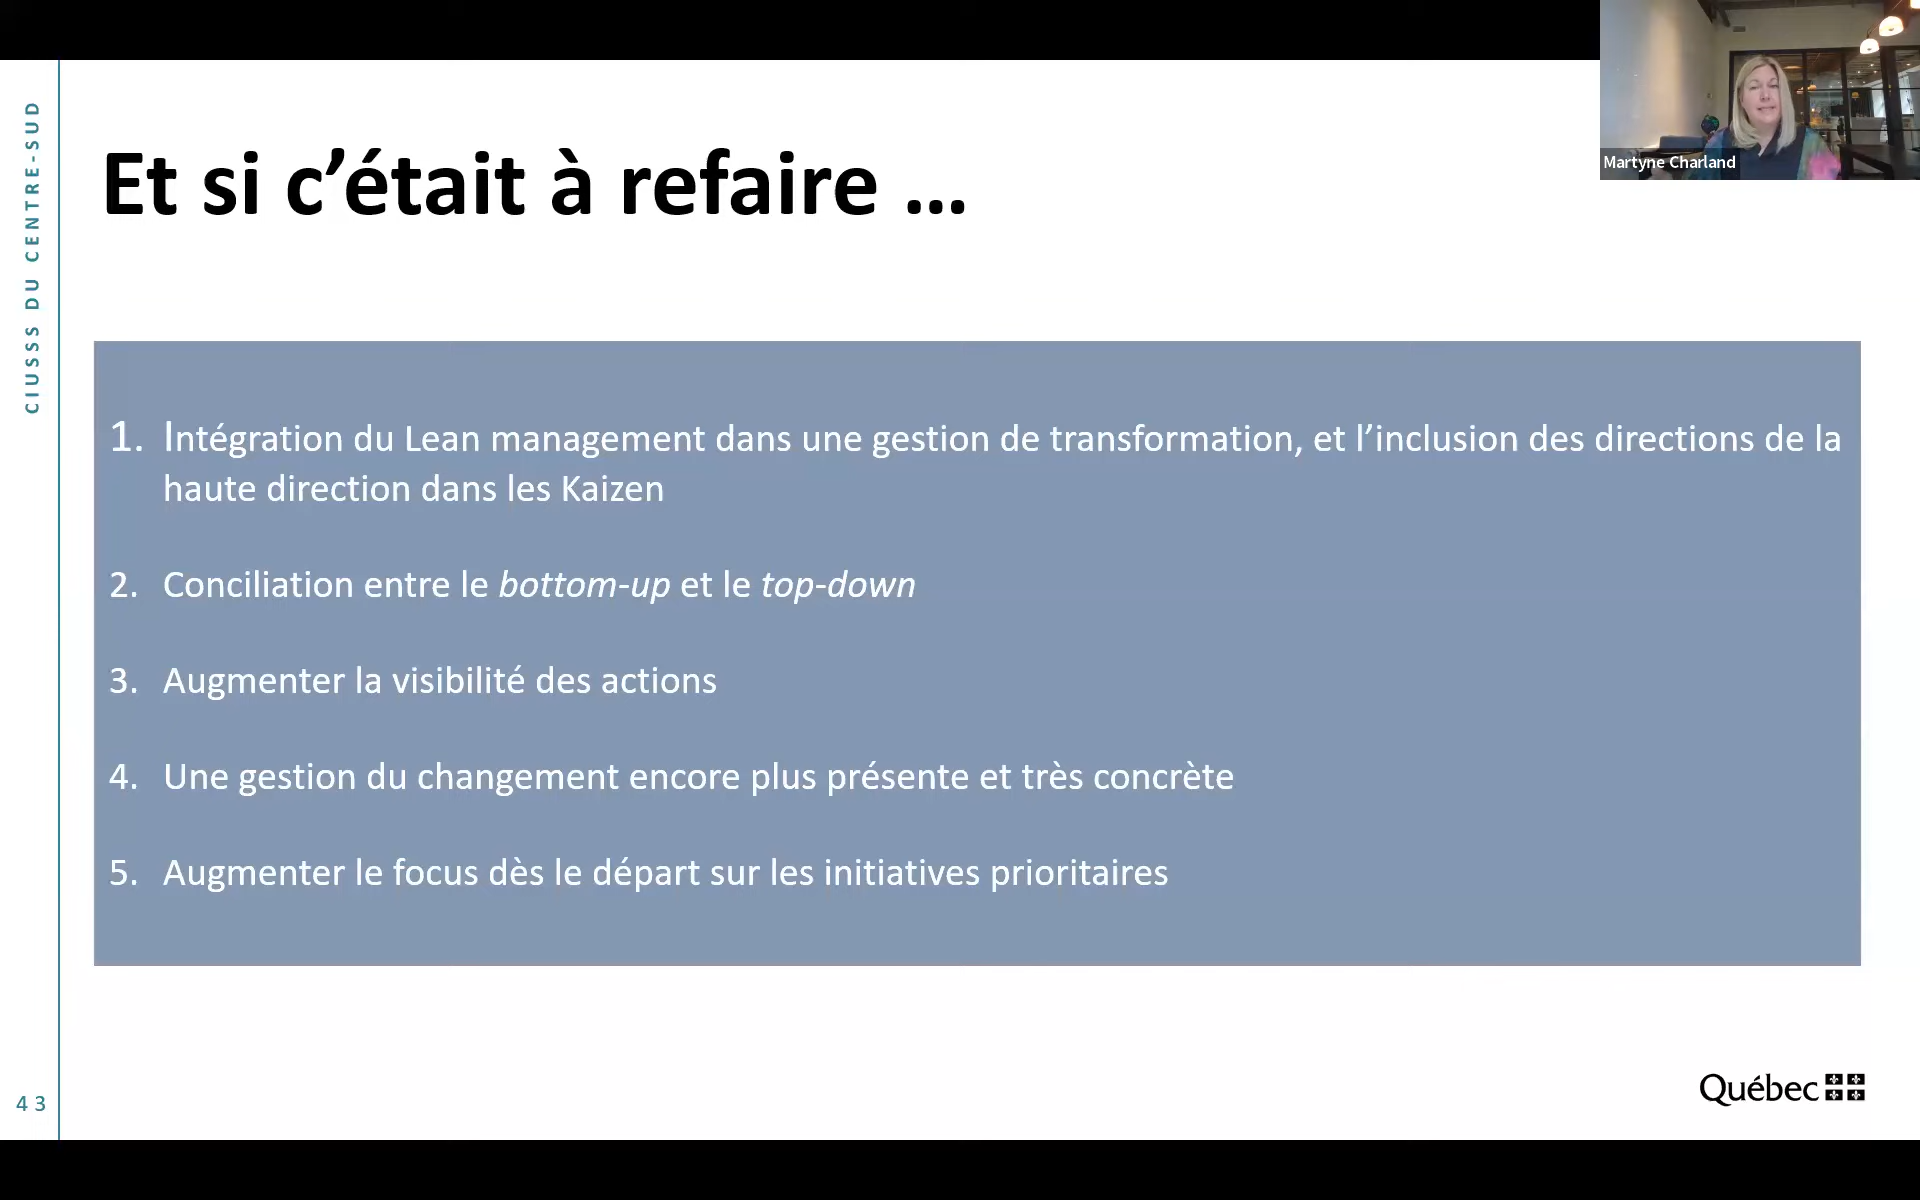 CIUSSS DU CENTRE-SUD
Martyne Charland
Et si c’était à refaire …
1. Intégration du Lean management dans une gestion de transformation, et l’inclusion des directions de la
haute direction dans les Kaizen
2. Conciliation entre le bottom-up et le top-down
3. Augmenter la visibilité des actions
4. Une gestion du changement encore plus présente et très concrète
5. Augmenter le focus dès le départ sur les initiatives prioritaires
43
Québec